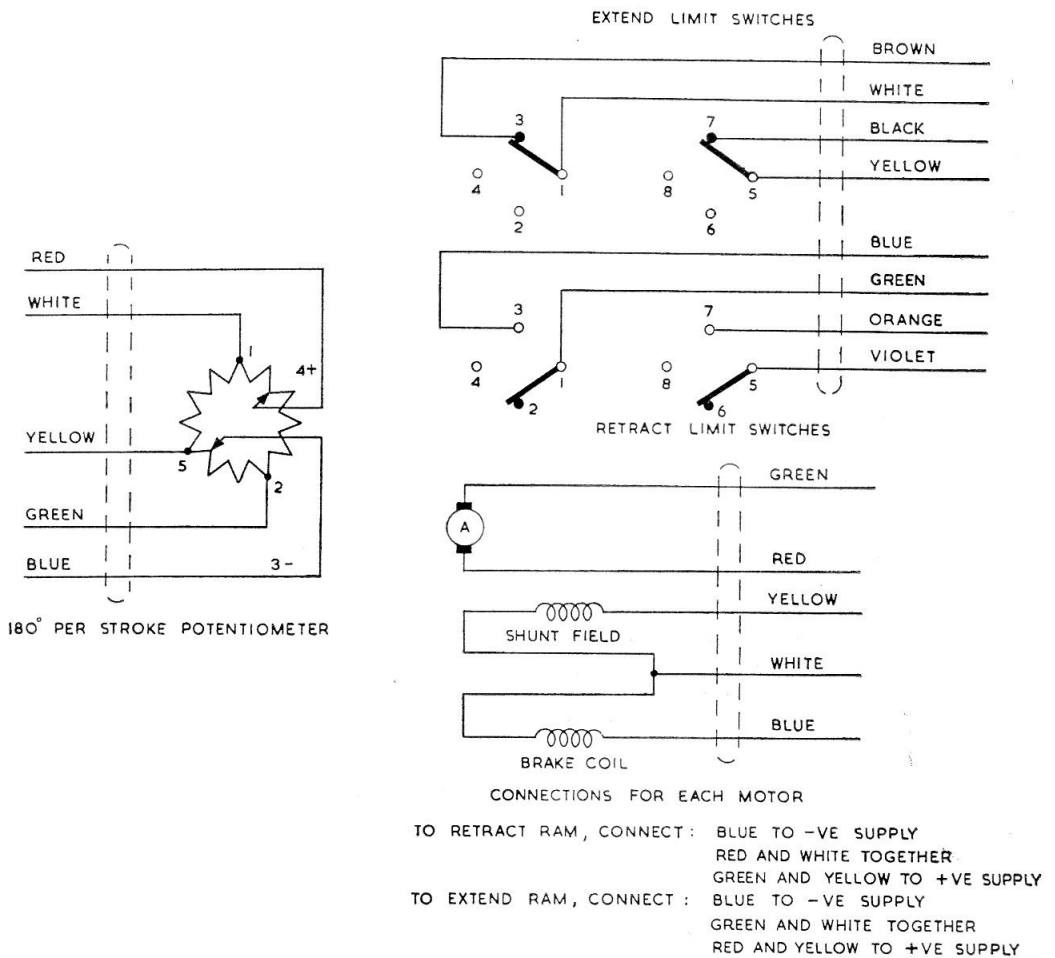 EXTEND LIMIT SWITCHES
BROWN
WHITE
3
7
BLACK
YELLOW
4
1
8
5
2
6
BLUE
GREEN
3
7
ORANGE
VIOLET
4
1
8
5
2
6
RETRACT LIMIT SWITCHES
RED
WHITE
1
4+
YELLOW
5
2
GREEN
BLUE
3-
180° PER STROKE POTENTIOMETER
GREEN
A
RED
YELLOW
SHUNT FIELD
WHITE
BLUE
BRAKE COIL
CONNECTIONS FOR EACH MOTOR
TO RETRACT RAM, CONNECT: BLUE TO -VE SUPPLY
RED AND WHITE TOGETHER
GREEN AND YELLOW TO +VE SUPPLY
TO EXTEND RAM, CONNECT: BLUE TO -VE SUPPLY
GREEN AND WHITE TOGETHER
RED AND YELLOW TO +VE SUPPLY